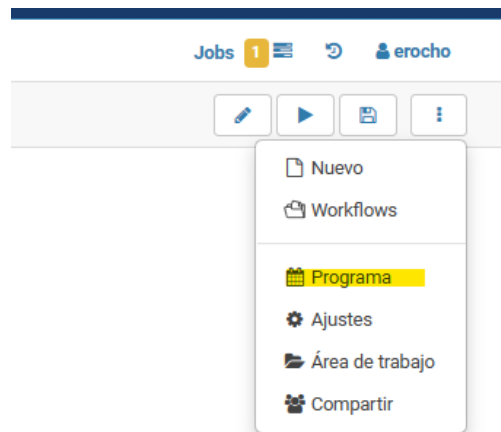 Jobs 1 erocho
Nuevo
Workflows
Programa
Ajustes
Área de trabajo
Compartir